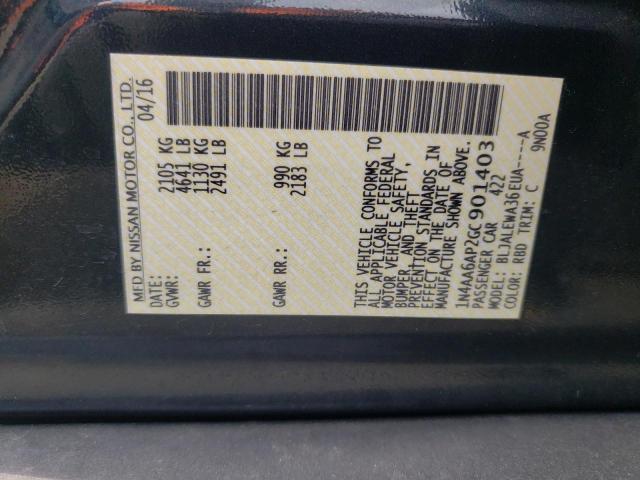 MFD BY NISSAN MOTOR CO., LTD.
DATE: 04/16
GVWR: 2105 KG
4641 LB
GAWR FR.: 1130 KG
2491 LB
GAWR RR.: 990 KG
2183 LB
THIS VEHICLE CONFORMS TO
ALL APPLICABLE FEDERAL
MOTOR VEHICLE SAFETY,
BUMPER, AND THEFT
PREVENTION STANDARDS IN
EFFECT ON THE DATE OF
MANUFACTURE SHOWN ABOVE.
1N4AA6AP2GC901403
PASSENGER CAR 422
MODEL: BLJALEWA36EUA----A
COLOR: RBD TRIM: C 9N00A